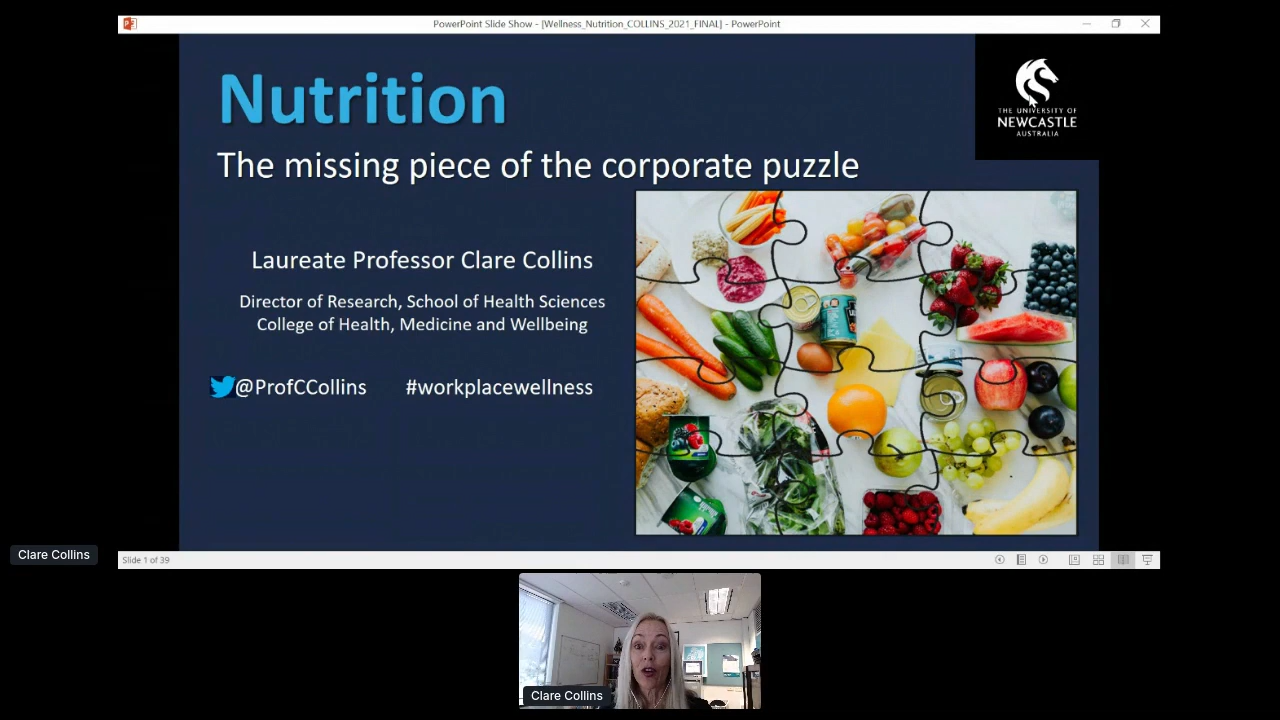 PowerPoint Slide Show - [Wellness_Nutrition_COLLINS_2021_FINAL] - PowerPoint
Nutrition
The missing piece of the corporate puzzle
THE UNIVERSITY OF
NEWCASTLE
AUSTRALIA
Laureate Professor Clare Collins
Director of Research, School of Health Sciences
College of Health, Medicine and Wellbeing
@ProfCCollins #workplacewellness
Clare Collins
Slide 1 of 39
Clare Collins